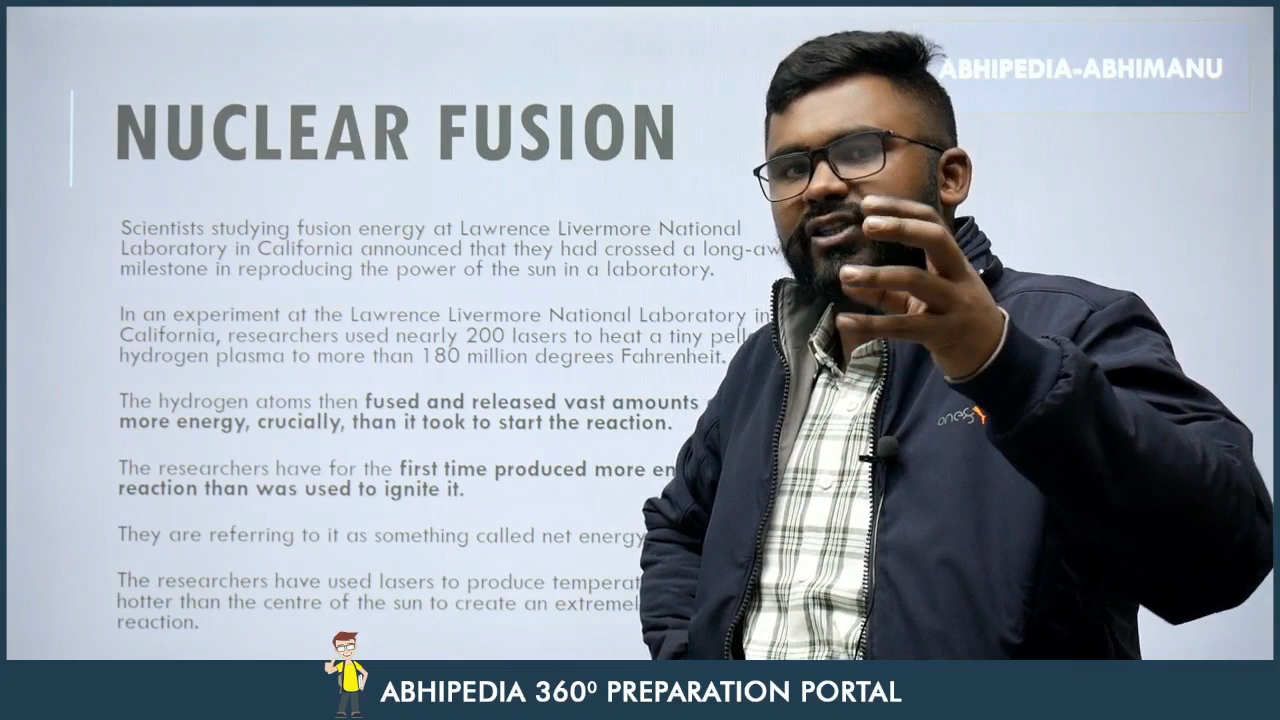 ABHIPEDIA-ABHIMANU
NUCLEAR FUSION
Scientists studying fusion energy at Lawrence Livermore National
Laboratory in California announced that they had crossed a
milestone in reproducing the power of the sun in a laboratory.
In an experiment at the Lawrence Livermore National Laboratory in
California, researchers used nearly 200 lasers to heat a tiny
hydrogen plasma to more than 180 million degrees Fahrenheit.
The hydrogen atoms then fused and released vast amounts
more energy, crucially, than it took to start the reaction.
The researchers have for the first time produced more
reaction than was used to ignite it.
They are referring to it as something called net energy
The researchers have used lasers to produce
hotter than the centre of the sun to create an
reaction.
ABHIPEDIA 360⁰ PREPARATION PORTAL